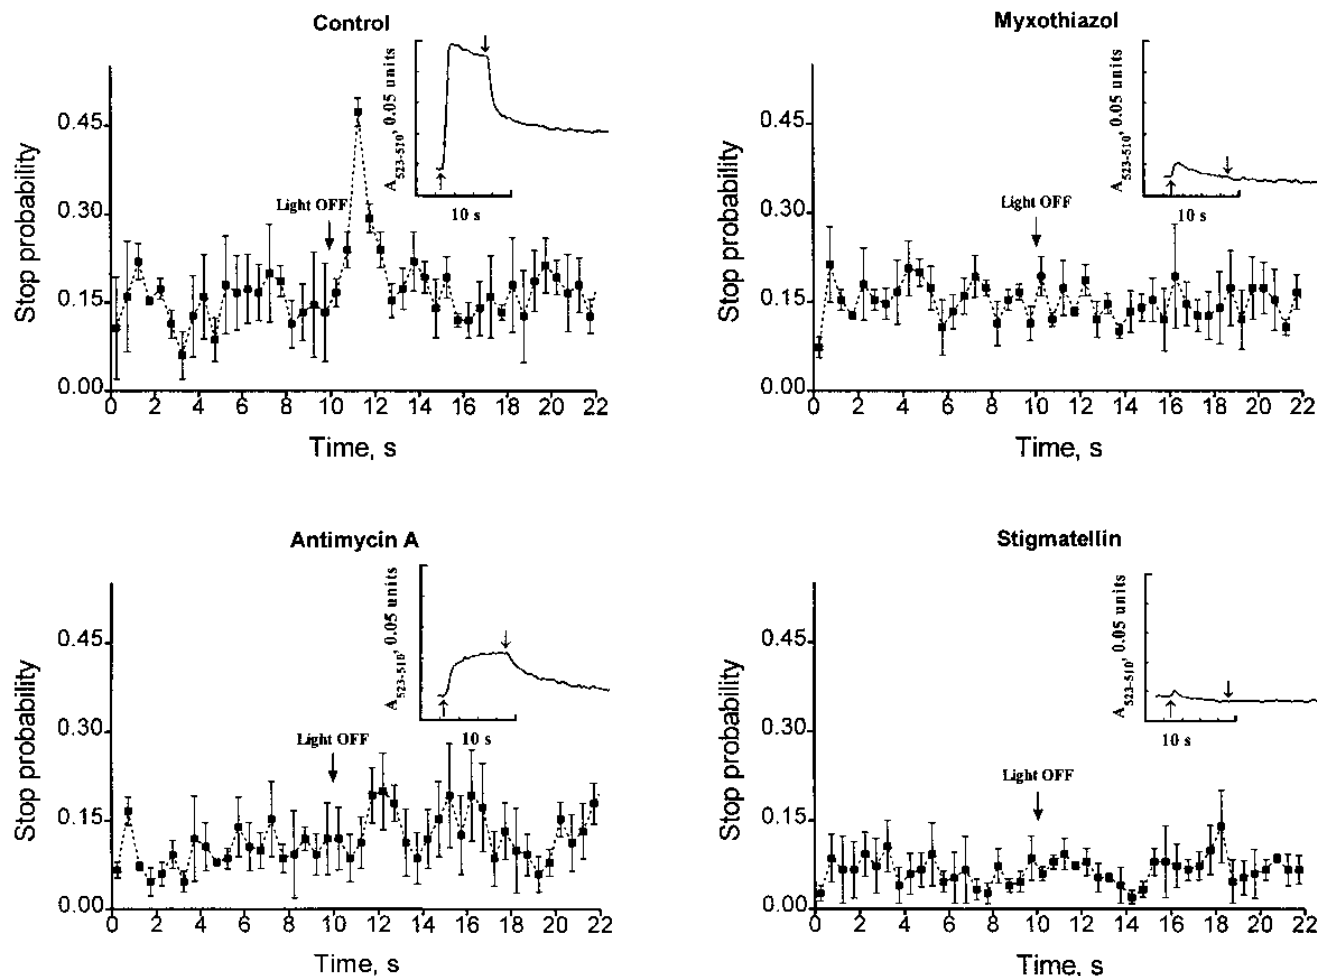 Control
A523-510, 0.05 units
10 s
Light OFF
Stop probability
0.45
0.30
0.15
0.00
0 2 4 6 8 10 12 14 16 18 20 22
Time, s
Myxothiazol
A523-510, 0.05 units
10 s
Light OFF
Stop probability
0.45
0.30
0.15
0.00
0 2 4 6 8 10 12 14 16 18 20 22
Time, s
Antimycin A
A523-510, 0.05 units
10 s
Light OFF
Stop probability
0.45
0.30
0.15
0.00
0 2 4 6 8 10 12 14 16 18 20 22
Time, s
Stigmatellin
A523-510, 0.05 units
10 s
Light OFF
Stop probability
0.45
0.30
0.15
0.00
0 2 4 6 8 10 12 14 16 18 20 22
Time, s